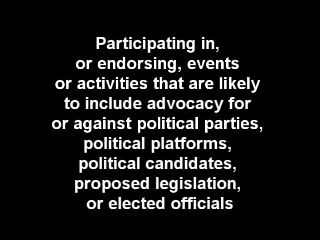 Participating in,
or endorsing, events
or activities that are likely
to include advocacy for
or against political parties,
political platforms,
political candidates,
proposed legislation,
or elected officials